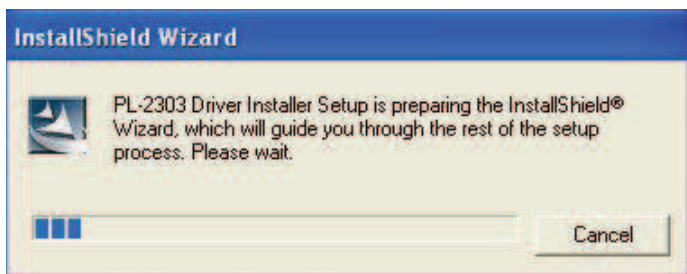 InstallShield Wizard
PL-2303 Driver Installer Setup is preparing the InstallShield®
Wizard, which will guide you through the rest of the setup
process. Please wait.
Cancel